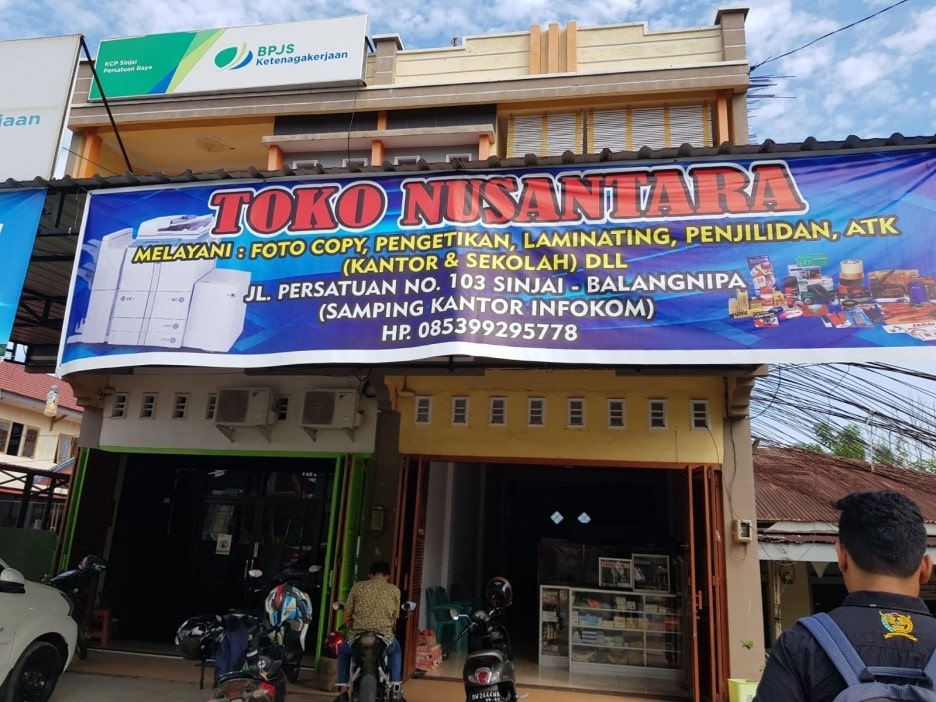 KCP Sinjai
Persatuan Raya
BPJS
Ketenagakerjaan
jaan
TOKO NUSANTARA
MELAYANI : FOTO COPY, PENGETIKAN, LAMINATING, PENJILIDAN, ATK
(KANTOR & SEKOLAH) DLL
JL. PERSATUAN NO. 103 SINJAI - BALANGNIPA
(SAMPING KANTOR INFOKOM)
HP. 085399295778